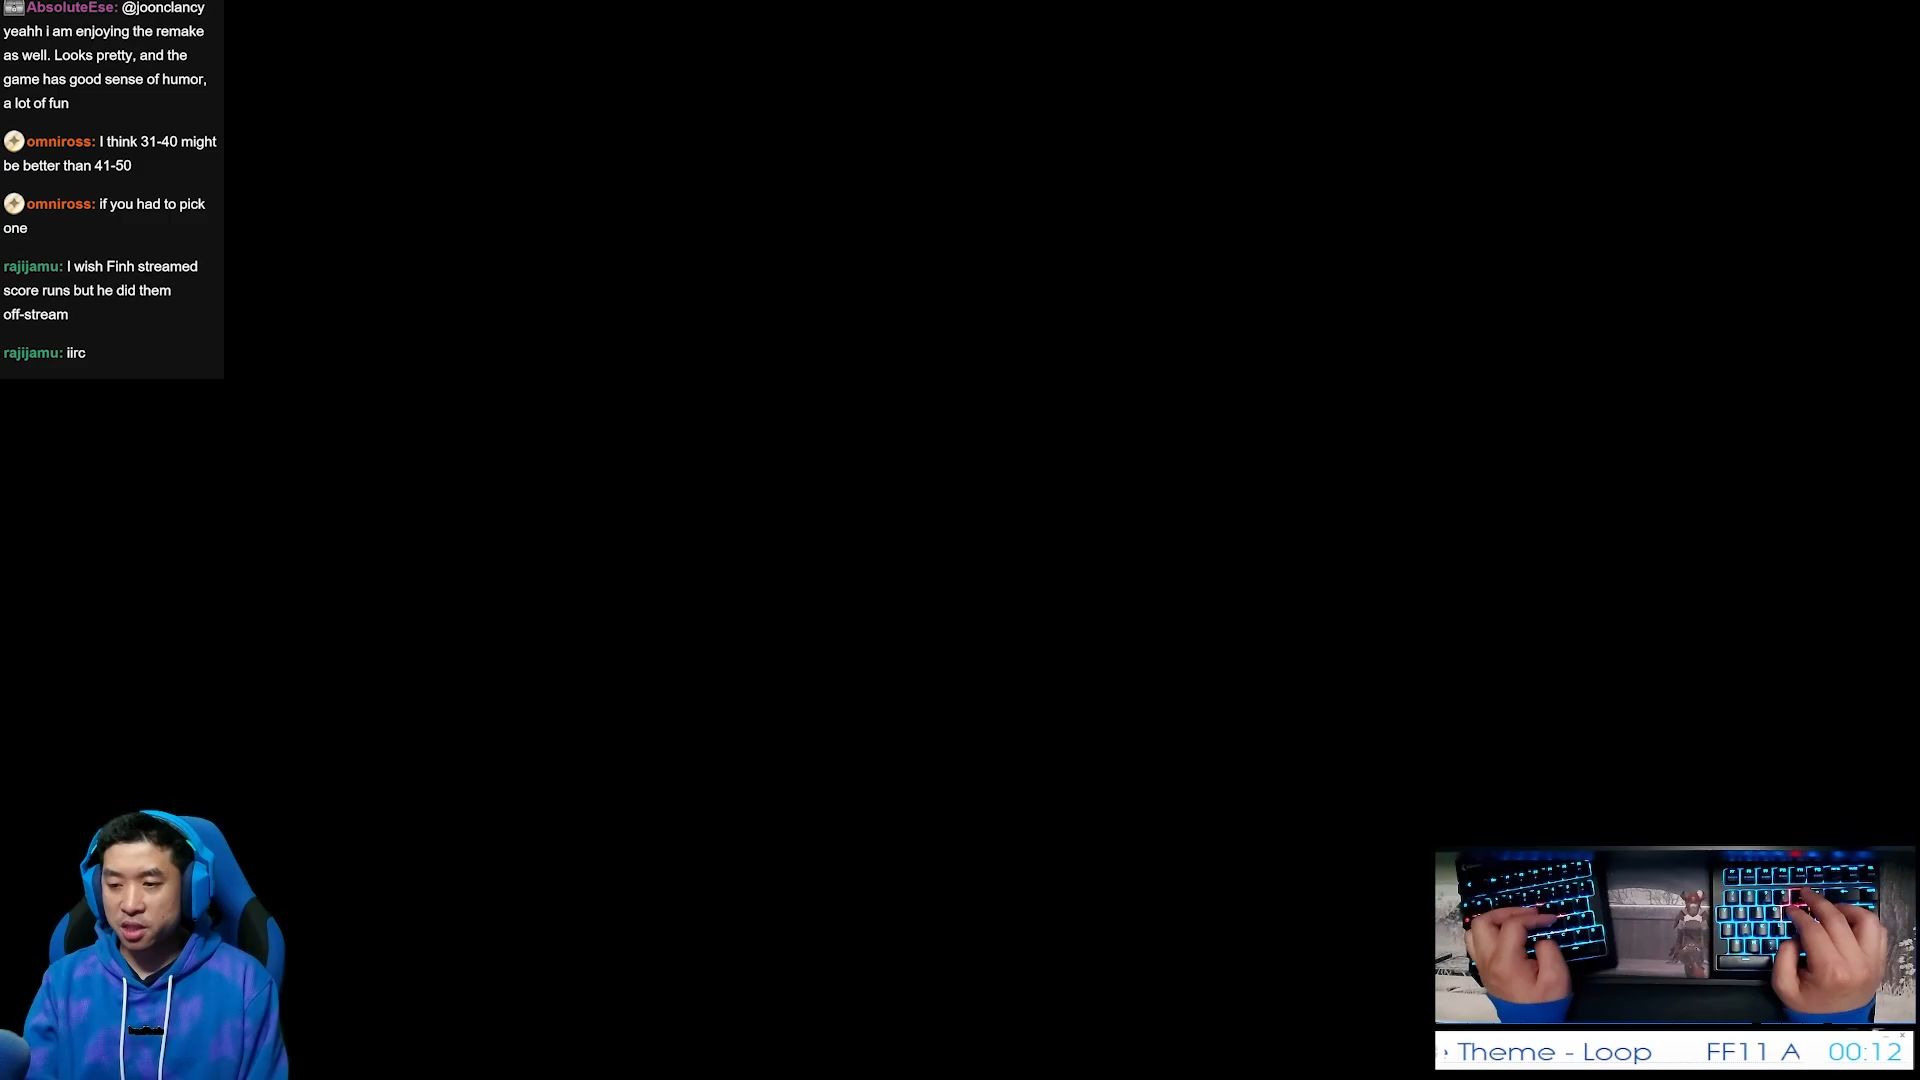 AbsoluteEse: @joonclancy
yeahh i am enjoying the remake
as well. Looks pretty, and the
game has good sense of humor,
a lot of fun
omniross: I think 31-40 might
be better than 41-50
omniross: if you had to pick
one
rajijamu: I wish Finh streamed
score runs but he did them
off-stream
rajijamu: iirc
Theme - Loop FF11 A 00:12